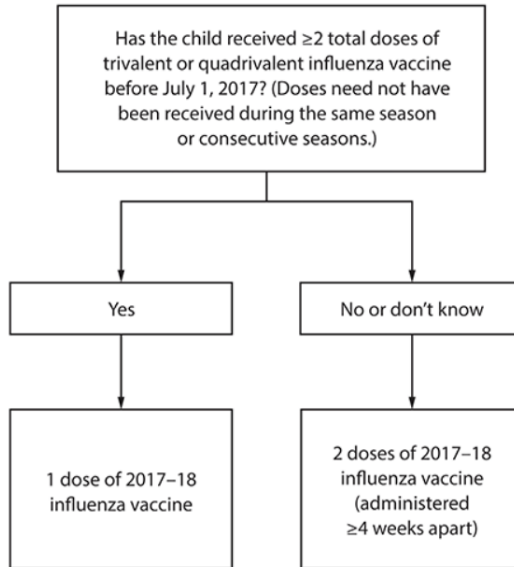 Has the child received ≥2 total doses of
trivalent or quadrivalent influenza vaccine
before July 1, 2017? (Doses need not have
been received during the same season
or consecutive seasons.)
Yes
No or don’t know
1 dose of 2017–18
influenza vaccine
2 doses of 2017–18
influenza vaccine
(administered
≥4 weeks apart)